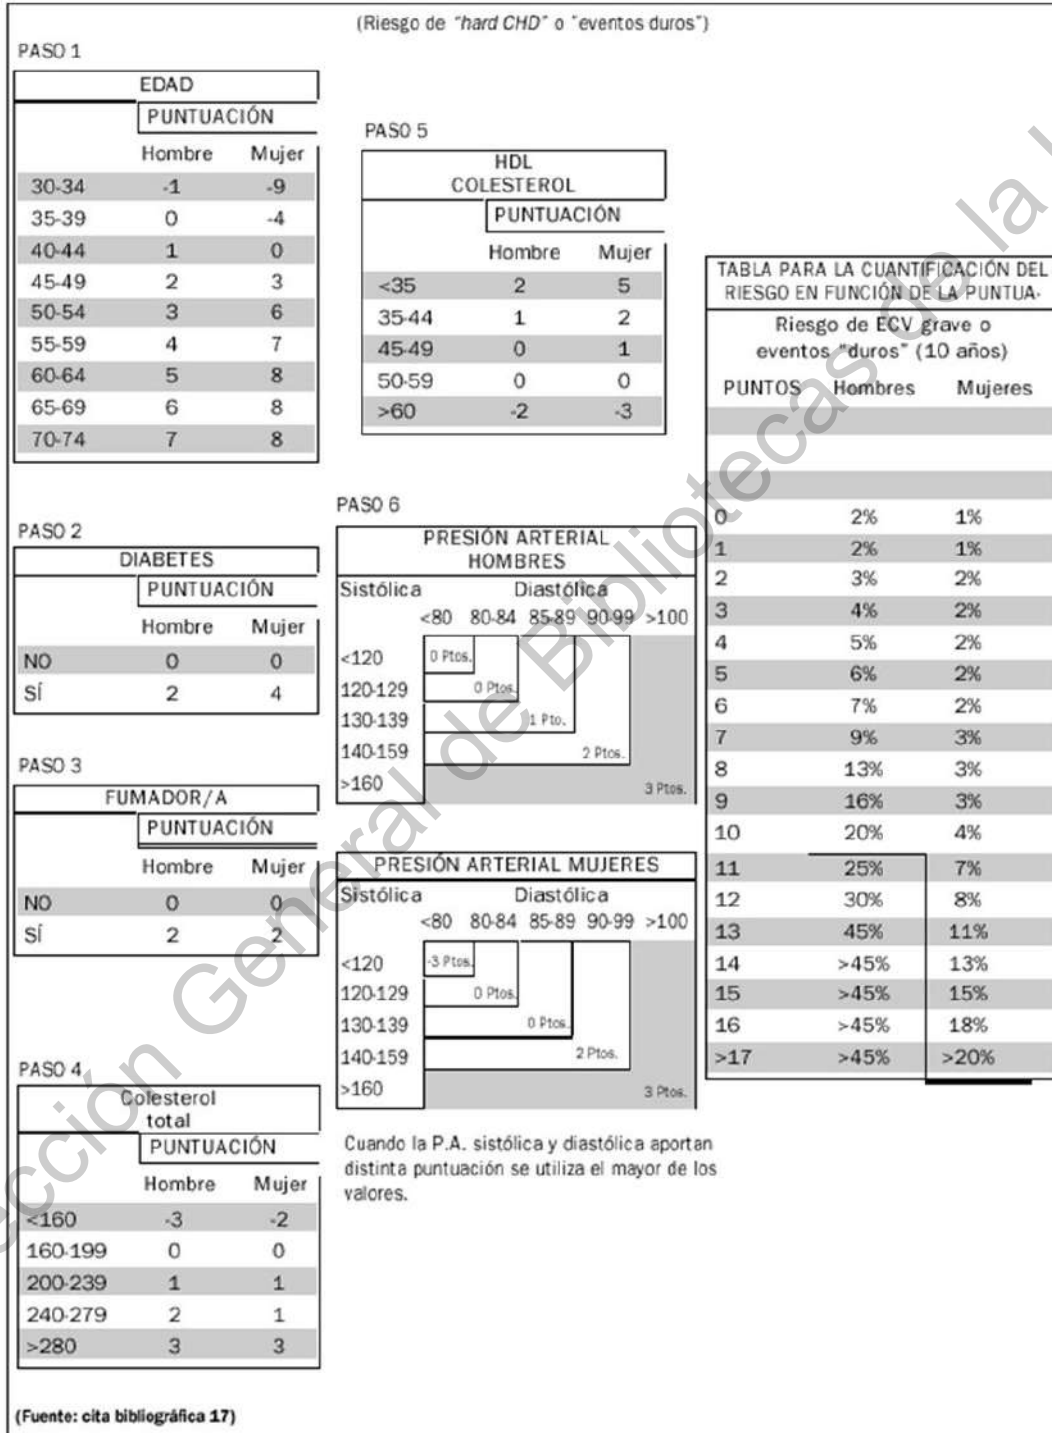 (Riesgo de "hard CHD" o "eventos duros")
PASO 1
EDAD
PUNTUACIÓN
Hombre Mujer
30-34 -1 -9
35-39 0 -4
40-44 1 0
45-49 2 3
50-54 3 6
55-59 4 7
60-64 5 8
65-69 6 8
70-74 7 8
PASO 2
DIABETES
PUNTUACIÓN
Hombre Mujer
NO 0 0
SÍ 2 4
PASO 3
FUMADOR/A
PUNTUACIÓN
Hombre Mujer
NO 0 0
SÍ 2 2
PASO 4
Colesterol
total
PUNTUACIÓN
Hombre Mujer
<160 -3 -2
160-199 0 0
200-239 1 1
240-279 2 1
>280 3 3
PASO 5
HDL
COLESTEROL
PUNTUACIÓN
Hombre Mujer
<35 2 5
35-44 1 2
45-49 0 1
50-59 0 0
>60 -2 -3
PASO 6
PRESIÓN ARTERIAL
HOMBRES
Sistólica Diastólica
<80 80-84 85-89 90-99 >100
<120 0 Ptos.
120-129 0 Ptos.
130-139 1 Pto.
140-159 2 Ptos.
>160 3 Ptos.
PRESIÓN ARTERIAL MUJERES
Sistólica Diastólica
<80 80-84 85-89 90-99 >100
<120 -3 Ptos.
120-129 0 Ptos.
130-139 0 Ptos.
140-159 2 Ptos.
>160 3 Ptos.
Cuando la P.A. sistólica y diastólica aportan
distinta puntuación se utiliza el mayor de los
valores.
TABLA PARA LA CUANTIFICACIÓN DEL
RIESGO EN FUNCIÓN DE LA PUNTUA-
Riesgo de ECV grave o
eventos "duros" (10 años)
PUNTOS Hombres Mujeres
0 2% 1%
1 2% 1%
2 3% 2%
3 4% 2%
4 5% 2%
5 6% 2%
6 7% 2%
7 9% 3%
8 13% 3%
9 16% 3%
10 20% 4%
11 25% 7%
12 30% 8%
13 45% 11%
14 >45% 13%
15 >45% 15%
16 >45% 18%
>17 >45% >20%
(Fuente: cita bibliográfica 17)
General de Bibliotecas de la